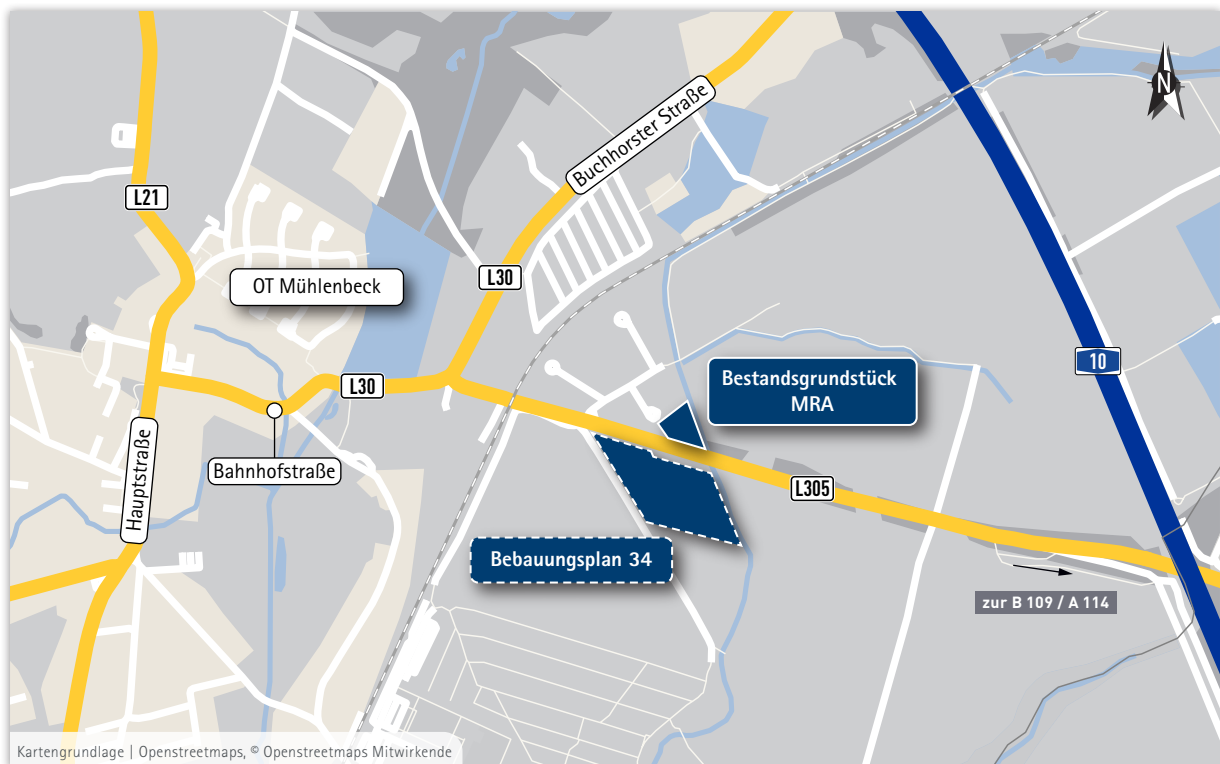 N
Buchhorster Straße
L21
OT Mühlenbeck
L30
10
L30
Bestandsgrundstück
MRA
Bahnhofstraße
Hauptstraße
L305
Bebauungsplan 34
zur B 109 / A 114
Kartengrundlage | Openstreetmaps, © Openstreetmaps Mitwirkende